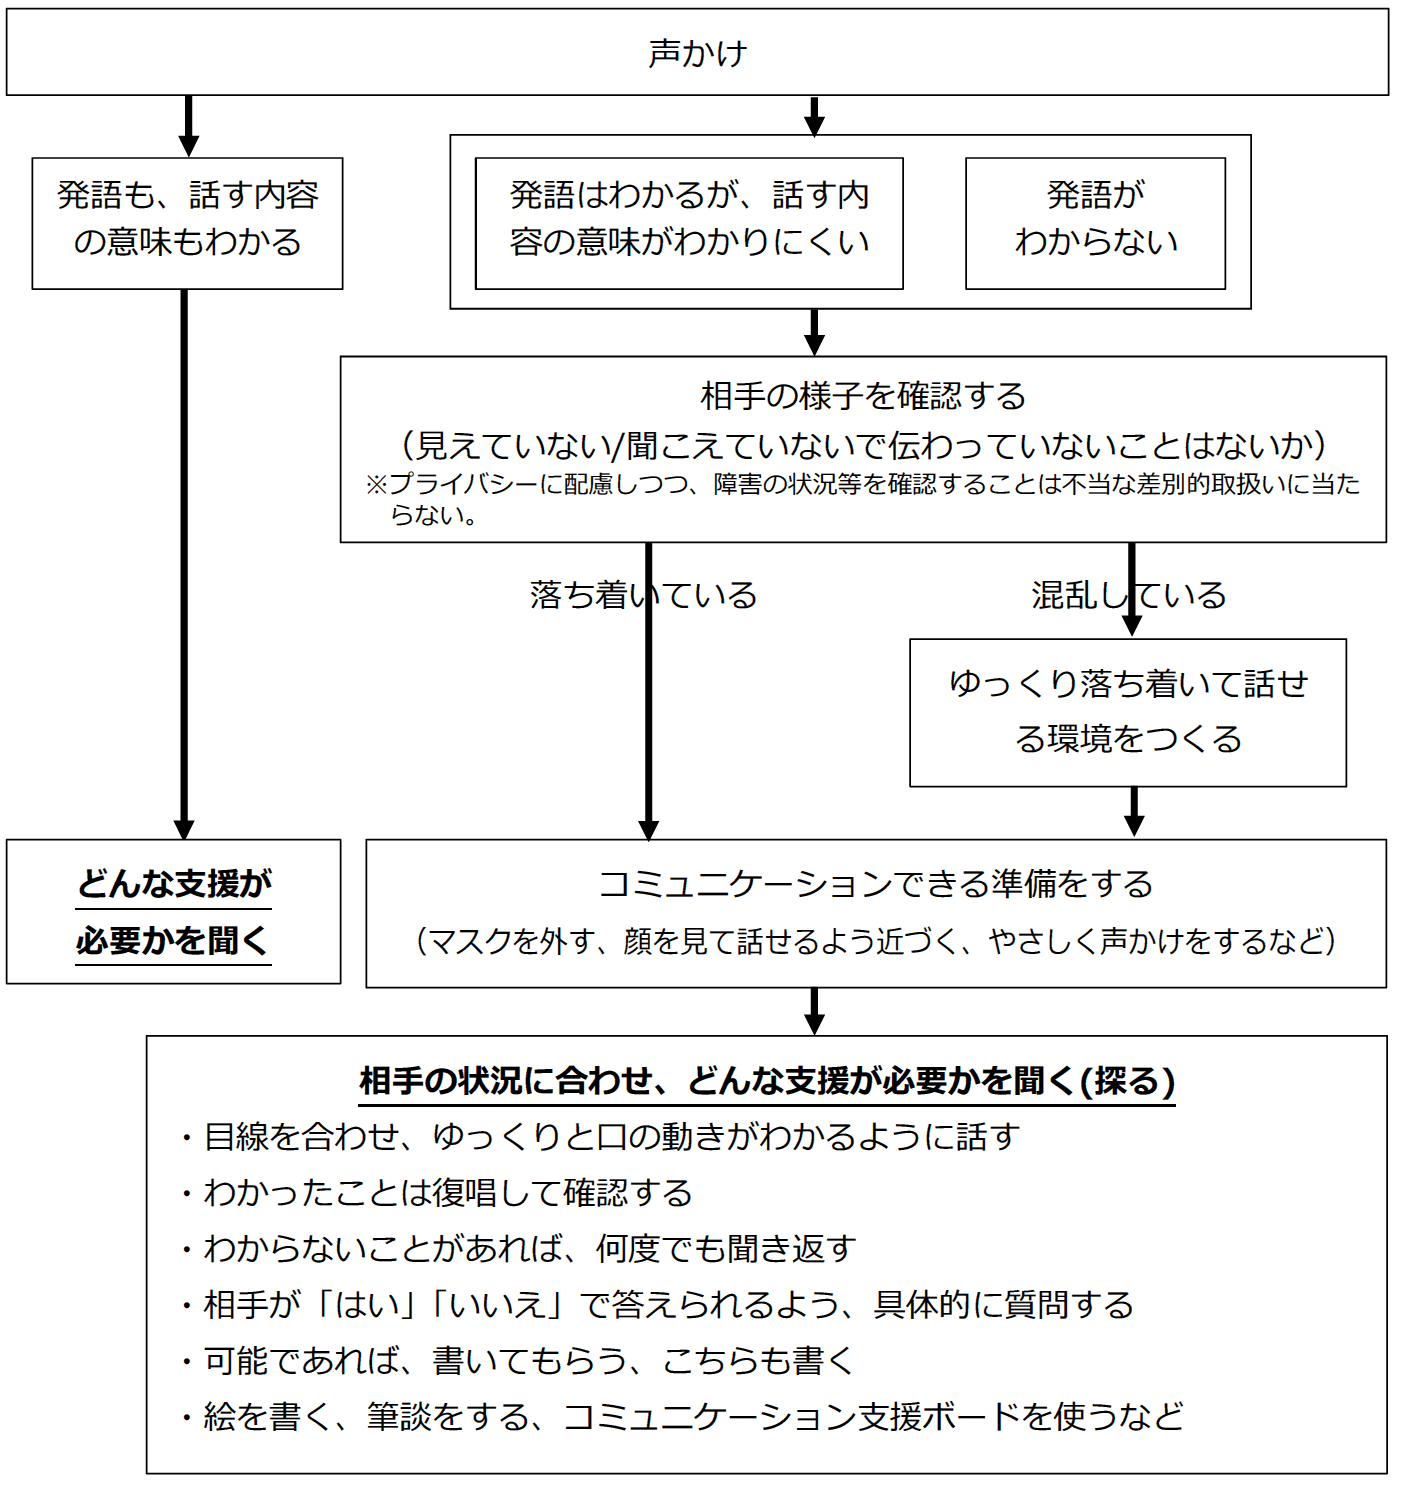 声かけ
発語も、話す内容
の意味もわかる
発語はわかるが、話す内
容の意味がわかりにくい
発語が
わからない
相手の様子を確認する
（見えていない/聞こえていないで伝わっていないことはないか）
※プライバシーに配慮しつつ、障害の状況等を確認することは不当な差別的取扱いに当た
らない。
落ち着いている
混乱している
ゆっくり落ち着いて話せ
る環境をつくる
どんな支援が
必要かを聞く
コミュニケーションできる準備をする
（マスクを外す、顔を見て話せるよう近づく、やさしく声かけをするなど）
相手の状況に合わせ、どんな支援が必要かを聞く(探る)
・目線を合わせ、ゆっくりと口の動きがわかるように話す
・わかったことは復唱して確認する
・わからないことがあれば、何度でも聞き返す
・相手が「はい」「いいえ」で答えられるよう、具体的に質問する
・可能であれば、書いてもらう、こちらも書く
・絵を書く、筆談をする、コミュニケーション支援ボードを使うなど